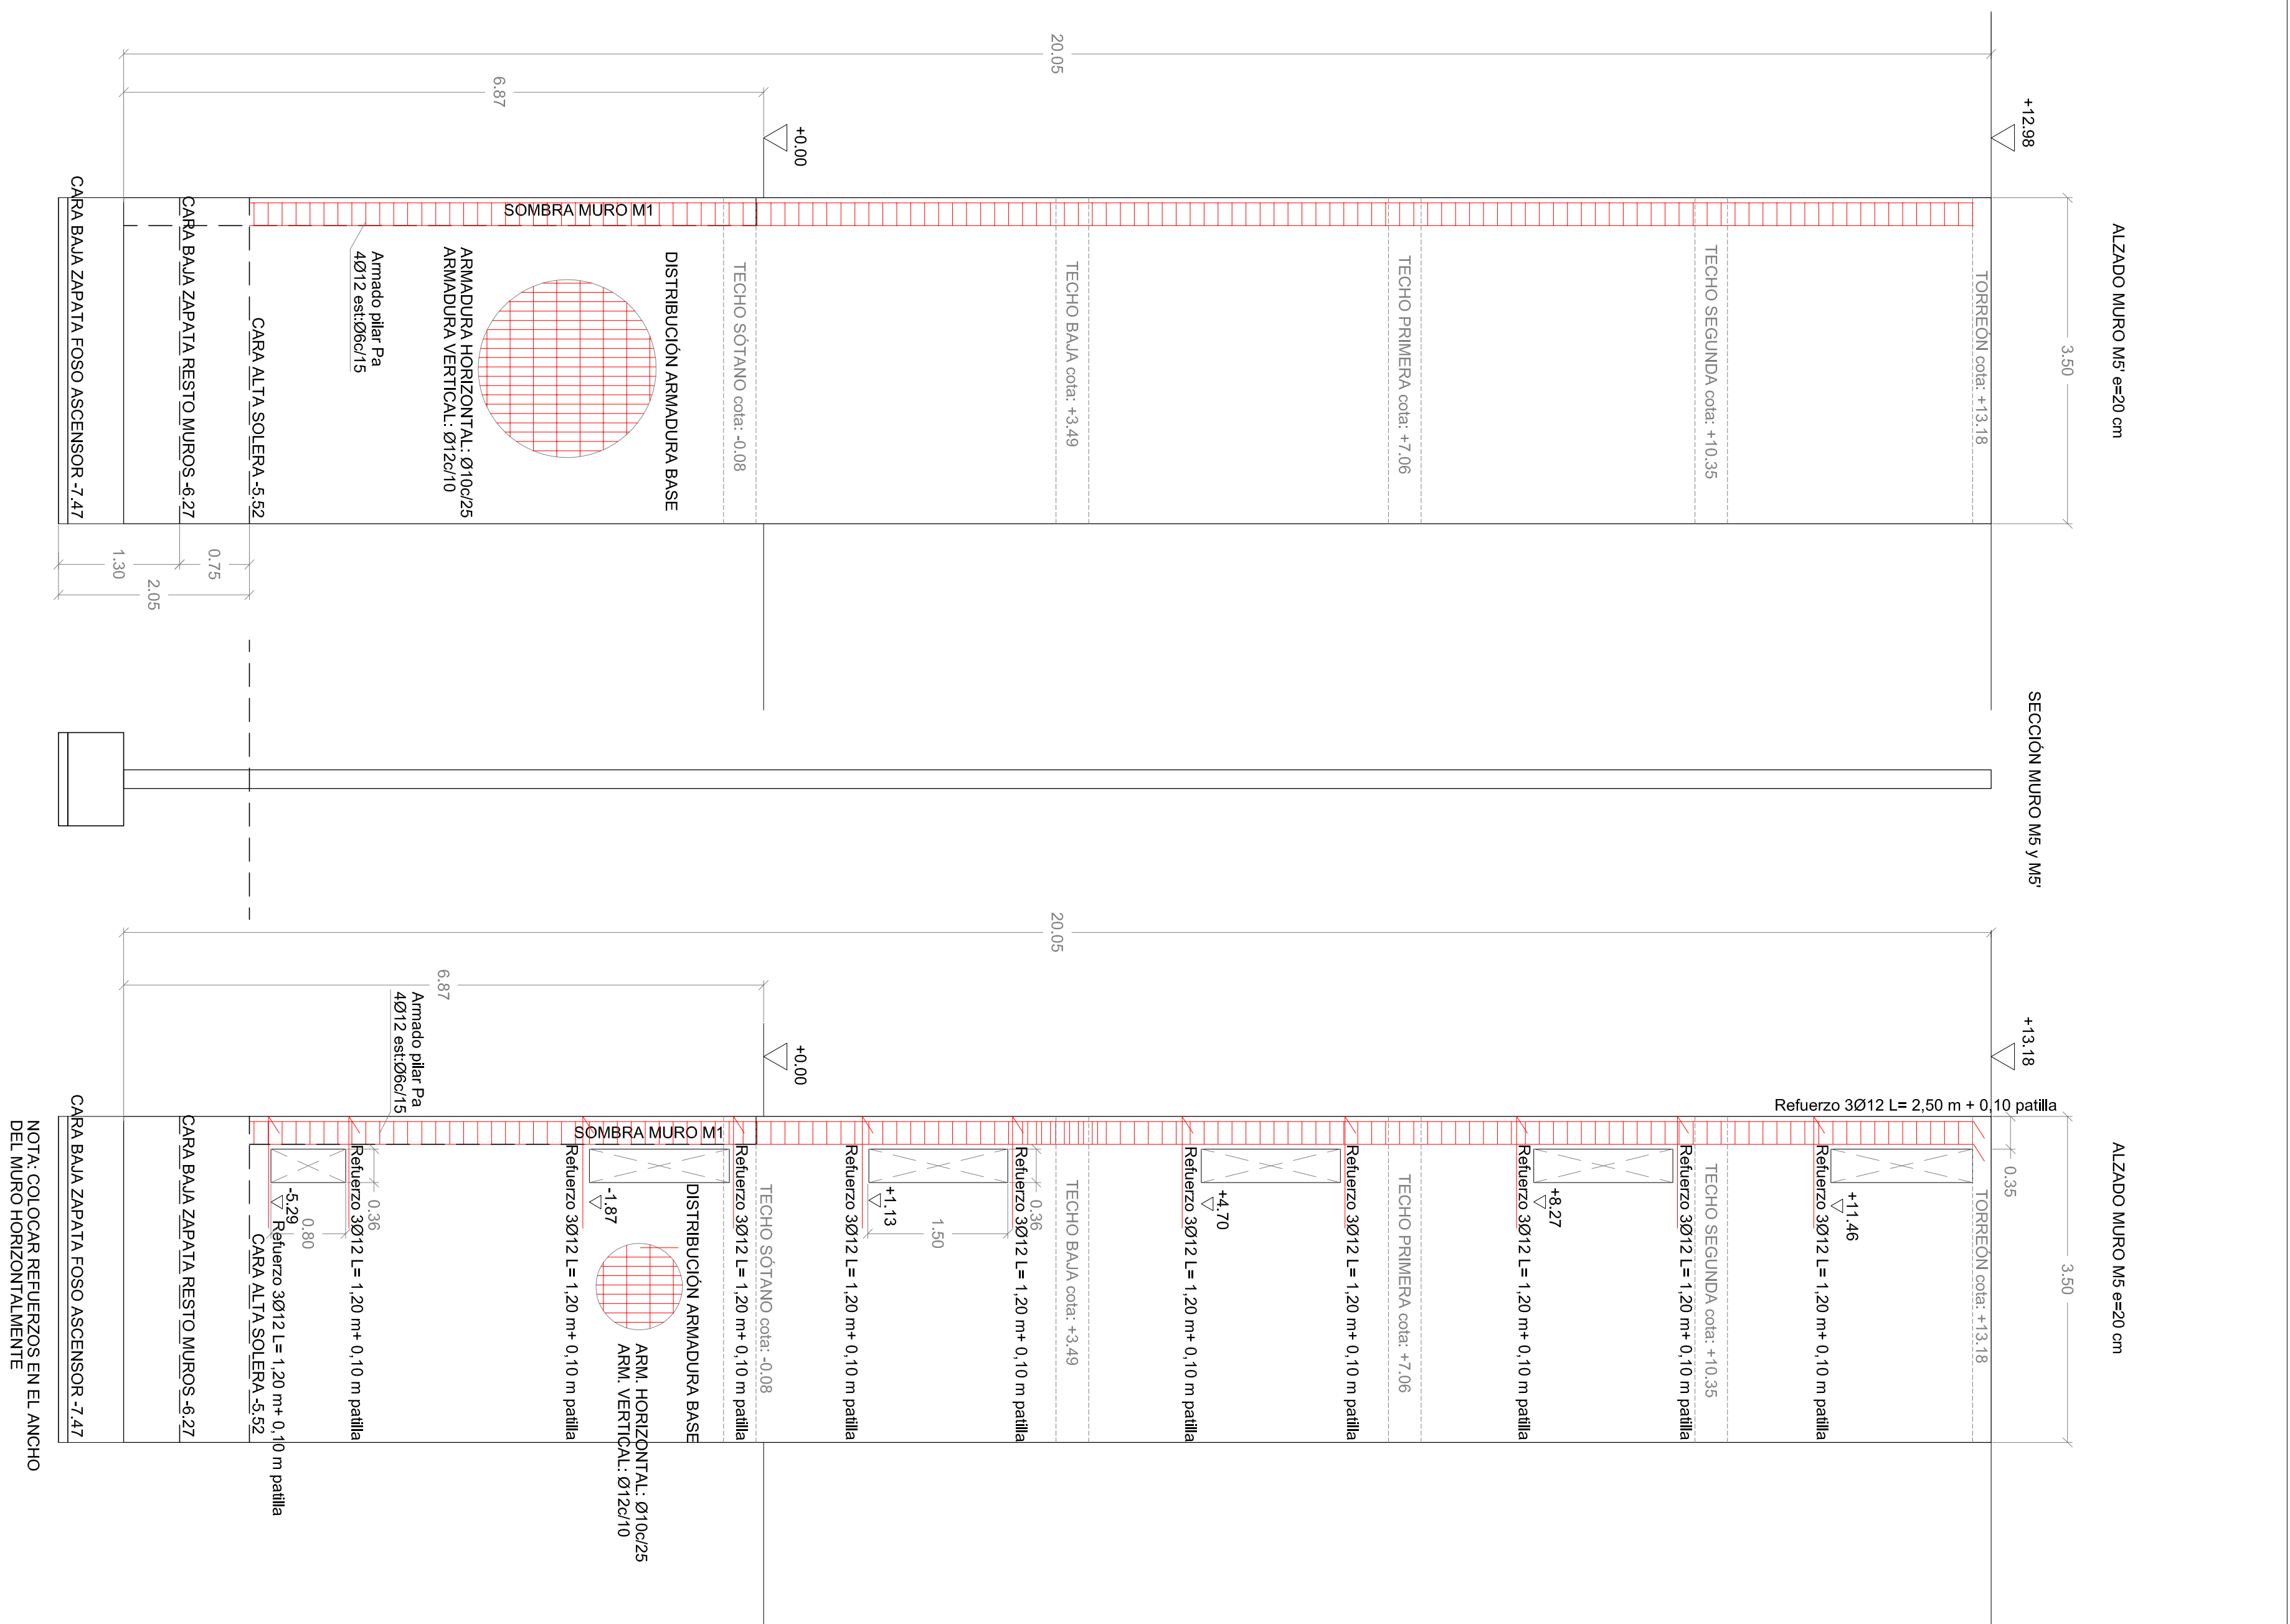 ALZADO MURO M5' e=20 cm
3.50
+12.98
20.05
TORREÓN cota: +13.18
TECHO SEGUNDA cota: +10.35
TECHO PRIMERA cota: +7.06
TECHO BAJA cota: +3.49
+0.00
6.87
TECHO SÓTANO cota: -0.08
SOMBRA MURO M1
DISTRIBUCIÓN ARMADURA BASE
ARMADURA HORIZONTAL: Ø10c/25
ARMADURA VERTICAL: Ø12c/10
Armado pilar Pa
4Ø12 est:Ø6c/15
CARA ALTA SOLERA -5.52
CARA BAJA ZAPATA RESTO MUROS -6.27
CARA BAJA ZAPATA FOSO ASCENSOR -7.47
0.75
1.30
2.05
SECCIÓN MURO M5 y M5'
ALZADO MURO M5 e=20 cm
3.50
+13.18
Refuerzo 3Ø12 L= 2,50 m + 0,10 patilla
0.35
20.05
TORREÓN cota: +13.18
+11.46
Refuerzo 3Ø12 L= 1,20 m+ 0,10 m patilla
TECHO SEGUNDA cota: +10.35
Refuerzo 3Ø12 L= 1,20 m+ 0,10 m patilla
+8.27
Refuerzo 3Ø12 L= 1,20 m+ 0,10 m patilla
TECHO PRIMERA cota: +7.06
Refuerzo 3Ø12 L= 1,20 m+ 0,10 m patilla
+4.70
Refuerzo 3Ø12 L= 1,20 m+ 0,10 m patilla
TECHO BAJA cota: +3.49
0.36
Refuerzo 3Ø12 L= 1,20 m+ 0,10 m patilla
1.50
+1.13
Refuerzo 3Ø12 L= 1,20 m+ 0,10 m patilla
+0.00
6.87
TECHO SÓTANO cota: -0.08
Refuerzo 3Ø12 L= 1,20 m+ 0,10 m patilla
SOMBRA MURO M1
DISTRIBUCIÓN ARMADURA BASE
ARM. HORIZONTAL: Ø10c/25
ARM. VERTICAL: Ø12c/10
-1.87
Refuerzo 3Ø12 L= 1,20 m+ 0,10 m patilla
Armado pilar Pa
4Ø12 est:Ø6c/15
0.36
Refuerzo 3Ø12 L= 1,20 m+ 0,10 m patilla
0.80
-5.29
Refuerzo 3Ø12 L= 1,20 m+ 0,10 m patilla
CARA ALTA SOLERA -5.52
CARA BAJA ZAPATA RESTO MUROS -6.27
CARA BAJA ZAPATA FOSO ASCENSOR -7.47
NOTA: COLOCAR REFUERZOS EN EL ANCHO
DEL MURO HORIZONTALMENTE